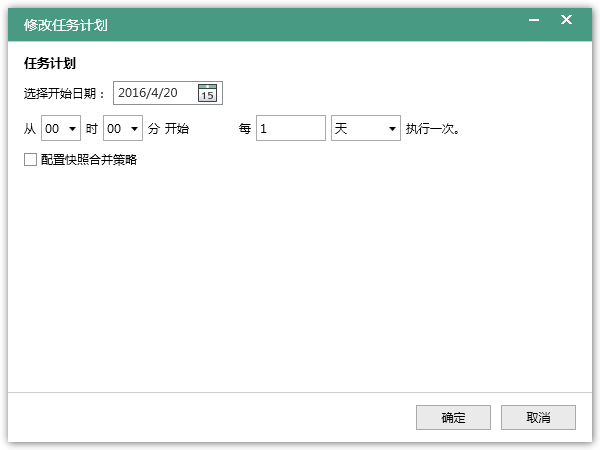 修改任务计划
任务计划
选择开始日期： 2016/4/20 15
从 00 时 00 分 开始 每 1 天 执行一次。
配置快照合并策略
确定 取消